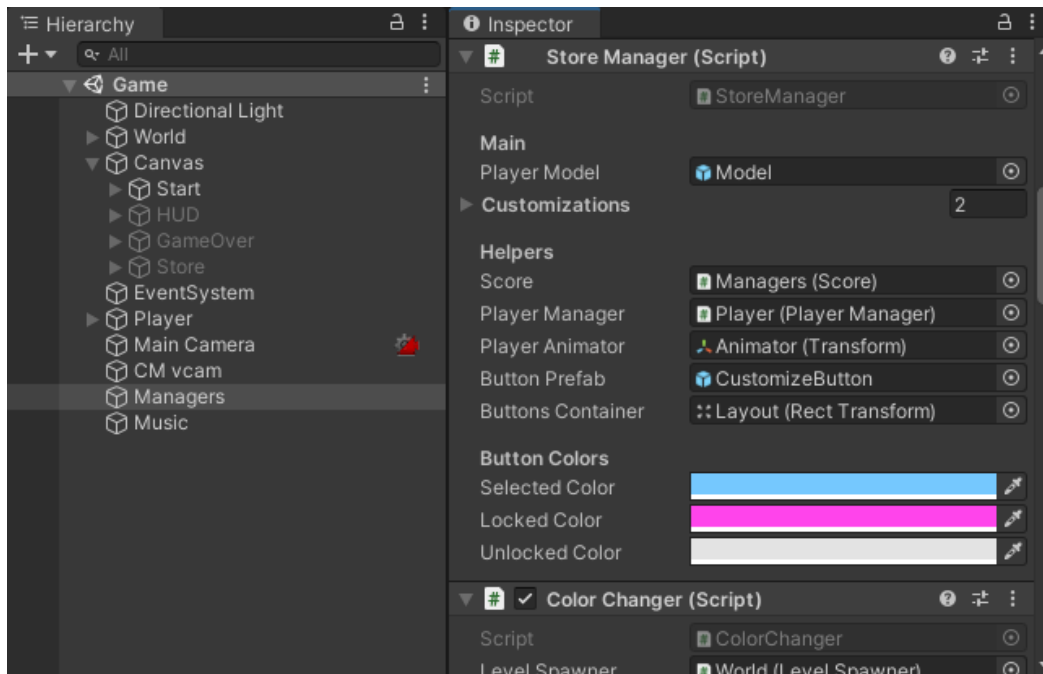 Hierarchy
All
Game
Directional Light
World
Canvas
Start
HUD
GameOver
Store
EventSystem
Player
Main Camera
CM vcam
Managers
Music
Inspector
# Store Manager (Script)
Script # StoreManager
Main
Player Model Model
Customizations 2
Helpers
Score # Managers (Score)
Player Manager # Player (Player Manager)
Player Animator Animator (Transform)
Button Prefab CustomizeButton
Buttons Container Layout (Rect Transform)
Button Colors
Selected Color
Locked Color
Unlocked Color
# Color Changer (Script)
Script # ColorChanger
Level Spawner World (Level Spawner)